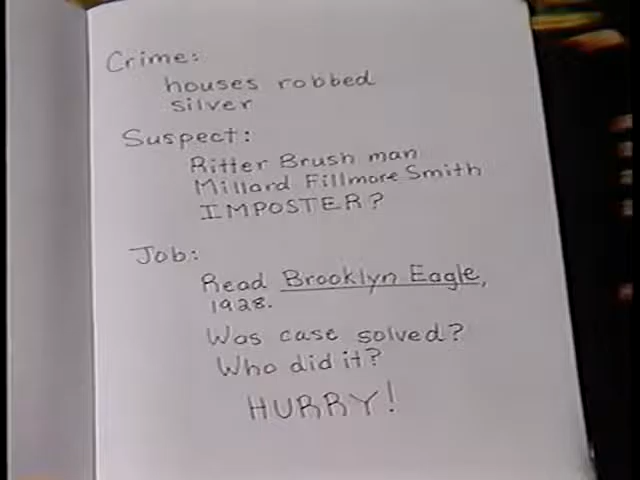 Crime:
houses robbed
silver
Suspect:
Ritter Brush man
Millard Fillmore Smith
IMPOSTER?
Job:
Read Brooklyn Eagle,
1928.
Was case solved?
Who did it?
HURRY!